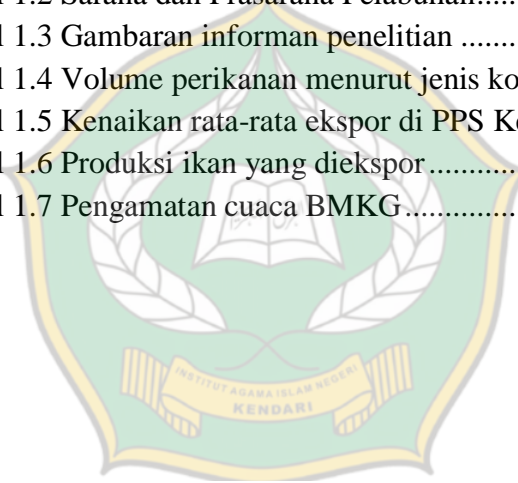 l 1.2 Sarana dan Prasarana Pelabuhan.....
l 1.3 Gambaran informan penelitian .......
l 1.4 Volume perikanan menurut jenis ko
l 1.5 Kenaikan rata-rata ekspor di PPS Ke
l 1.6 Produksi ikan yang diekspor...............
l 1.7 Pengamatan cuaca BMKG..............
INSTITUT AGAMA ISLAM NEGERI
KENDARI